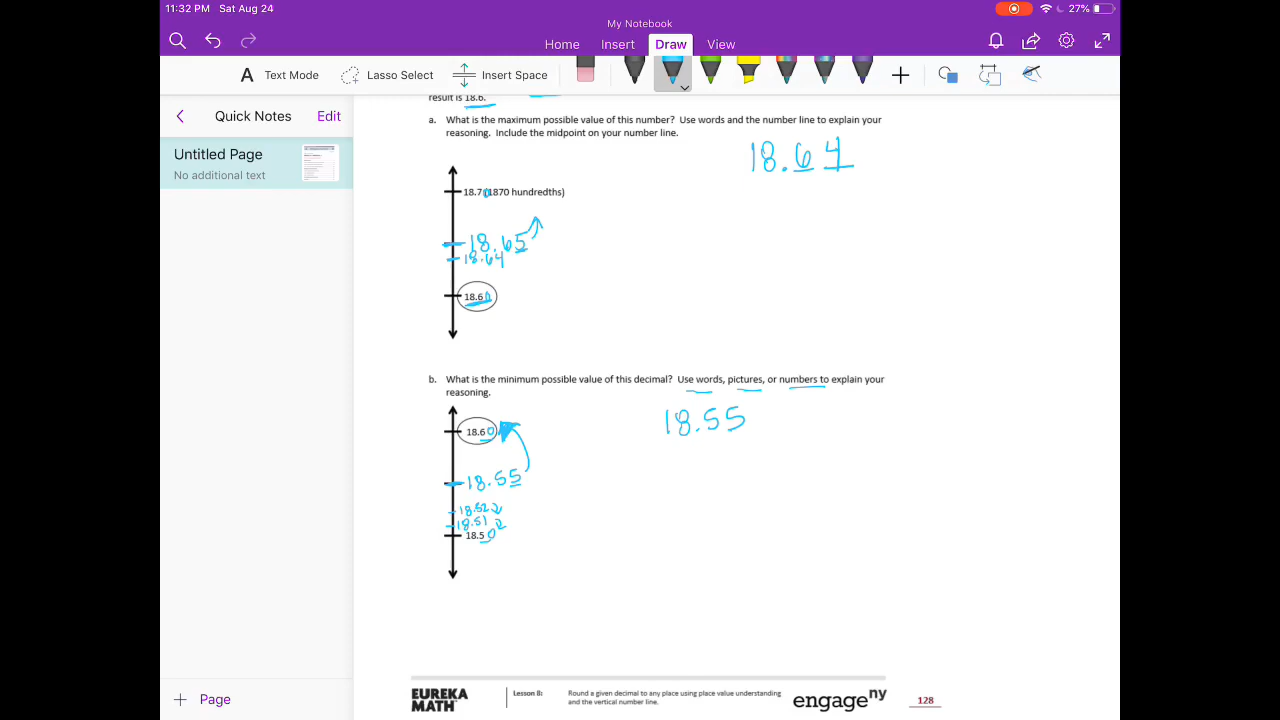 11:32 PM Sat Aug 24
27%
My Notebook
Home Insert Draw View
A Text Mode Lasso Select Insert Space
Quick Notes Edit
Untitled Page
No additional text
result is 18.6.
a. What is the maximum possible value of this number? Use words and the number line to explain your
reasoning. Include the midpoint on your number line.
18.64
18.70 (1870 hundredths)
18.65
18.64
18.60
b. What is the minimum possible value of this decimal? Use words, pictures, or numbers to explain your
reasoning.
18.55
18.60
18.55
18.52
18.51
18.50
Page
EUREKA
MATH™
Lesson 8:
Round a given decimal to any place using place value understanding
and the vertical number line.
engageny
128